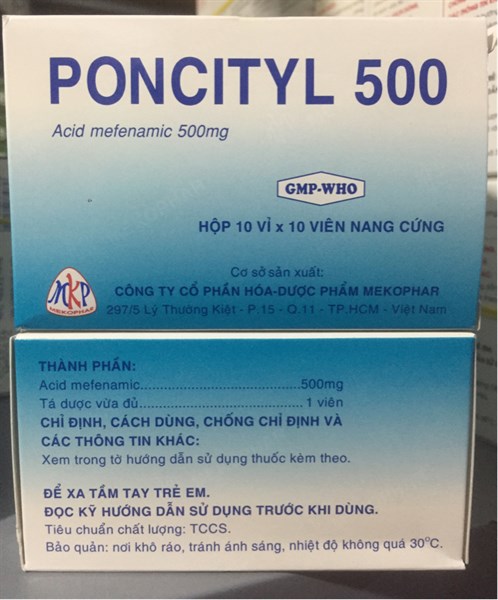 PONCITYL 500
Acid mefenamic 500mg
GMP-WHO
HỘP 10 VỈ x 10 VIÊN NANG CỨNG
Cơ sở sản xuất:
CÔNG TY CỔ PHẦN HÓA-DƯỢC PHẨM MEKOPHAR
297/5 Lý Thường Kiệt - P.15 - Q.11 - TP.HCM - Việt Nam
MKP
MEKOPHAR
THÀNH PHẦN:
Acid mefenamic....................................500mg
Tá dược vừa đủ.......................................1 viên
CHỈ ĐỊNH, CÁCH DÙNG, CHỐNG CHỈ ĐỊNH VÀ
CÁC THÔNG TIN KHÁC:
Xem trong tờ hướng dẫn sử dụng thuốc kèm theo.
ĐỂ XA TẦM TAY TRẺ EM.
ĐỌC KỸ HƯỚNG DẪN SỬ DỤNG TRƯỚC KHI DÙNG.
Tiêu chuẩn chất lượng: TCCS.
Bảo quản: nơi khô ráo, tránh ánh sáng, nhiệt độ không quá 30°C.